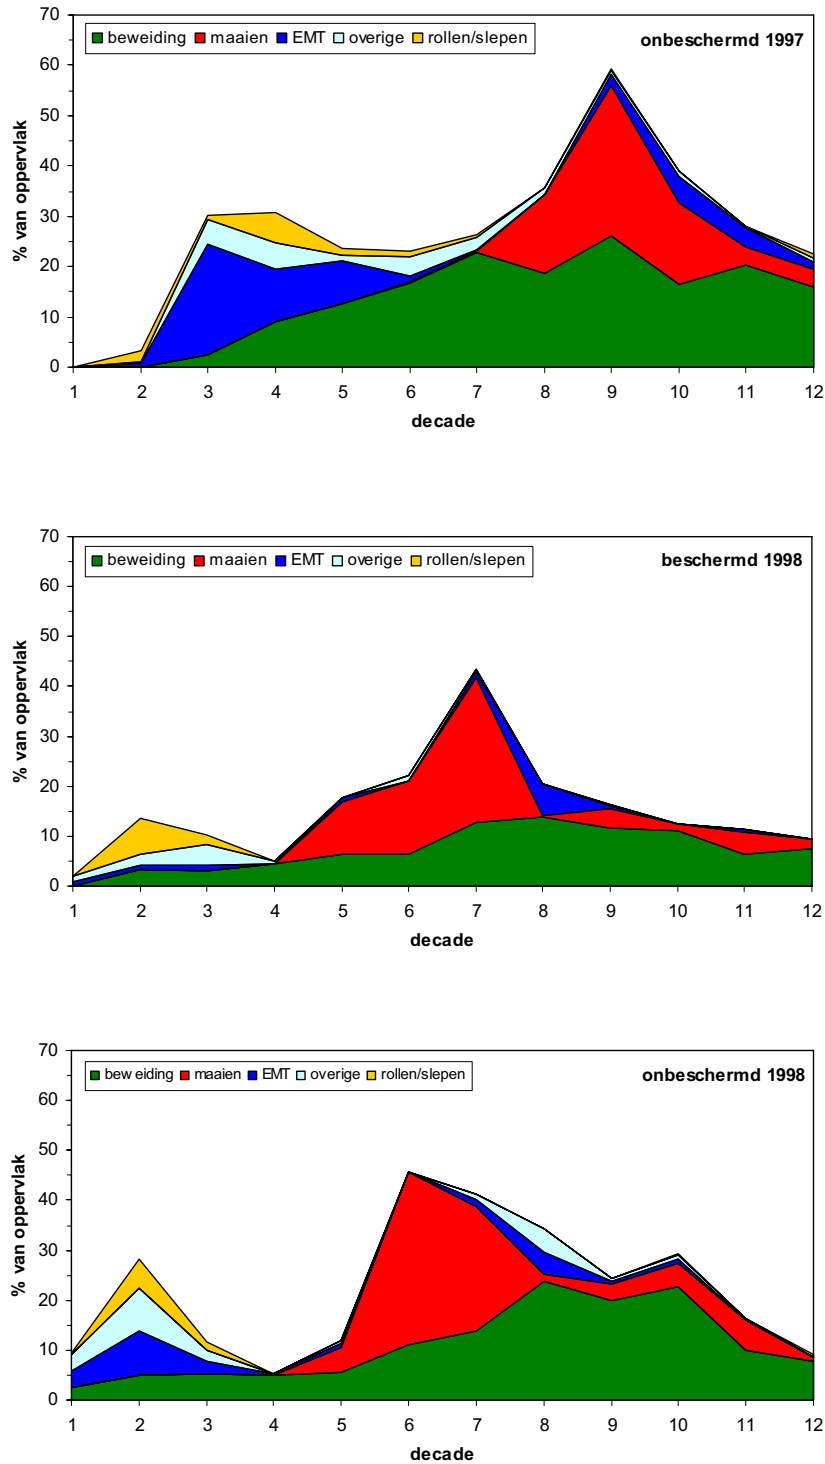 70
beweiding maaien EMT overige rollen/slepen
onbeschermd 1997
60
50
40
30
20
10
0
% van oppervlak
1 2 3 4 5 6 7 8 9 10 11 12
decade
70
beweiding maaien EMT overige rollen/slepen
beschermd 1998
60
50
40
30
20
10
0
% van oppervlak
1 2 3 4 5 6 7 8 9 10 11 12
decade
70
bew eiding maaien EMT overige rollen/slepen
onbeschermd 1998
60
50
40
30
20
10
0
% van oppervlak
1 2 3 4 5 6 7 8 9 10 11 12
decade